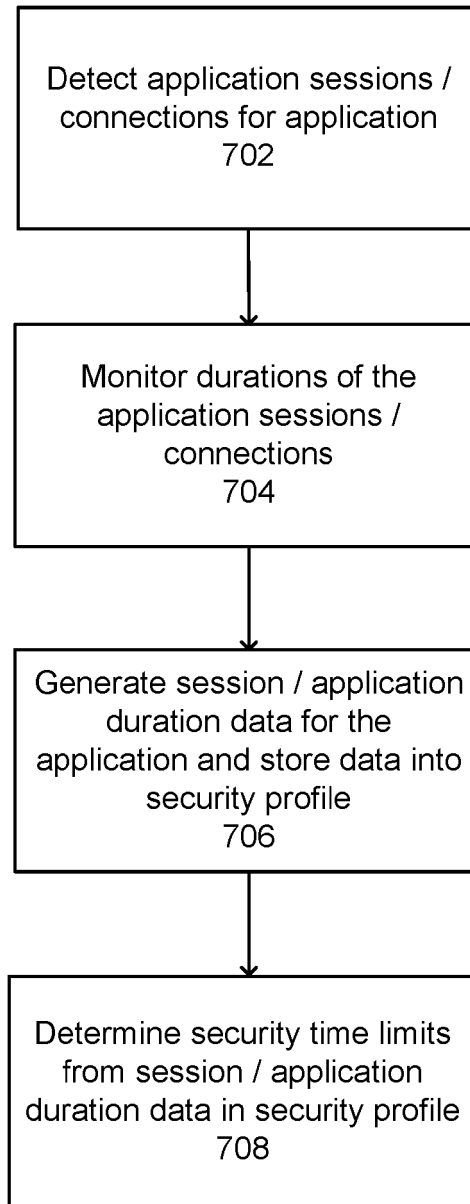 Detect application sessions /
connections for application
702
Monitor durations of the
application sessions /
connections
704
Generate session / application
duration data for the
application and store data into
security profile
706
Determine security time limits
from session / application
duration data in security profile
708